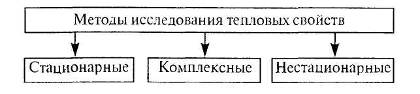 Методы исследования тепловых свойств
Стационарные
Комплексные
Нестационарные